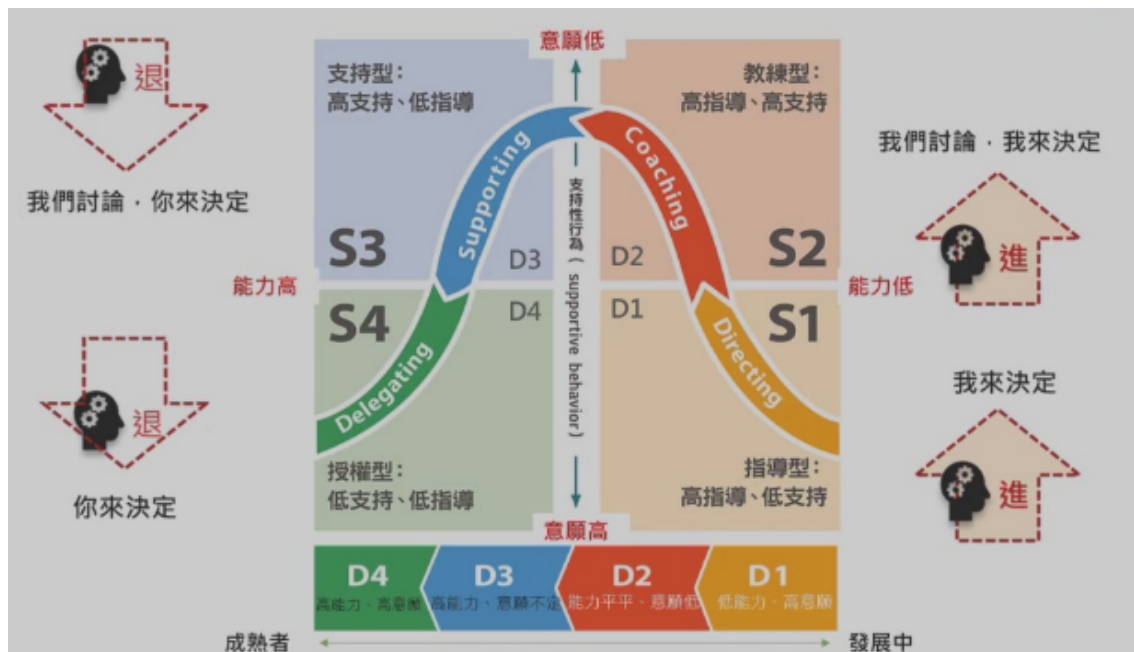 意願低
退
支持型：
高支持、低指導
教練型：
高指導、高支持
我們討論，你來決定
我們討論，我來決定
Supporting
Coaching
支持性行為 ( supportive behavior)
S3
D3
D2
S2
進
能力高
能力低
S4
D4
D1
S1
Delegating
Directing
退
我來決定
進
授權型：
低支持、低指導
指導型：
高指導、低支持
你來決定
意願高
D4
高能力、高意願
D3
高能力、意願不定
D2
能力平平、意願低
D1
低能力、高意願
成熟者
發展中